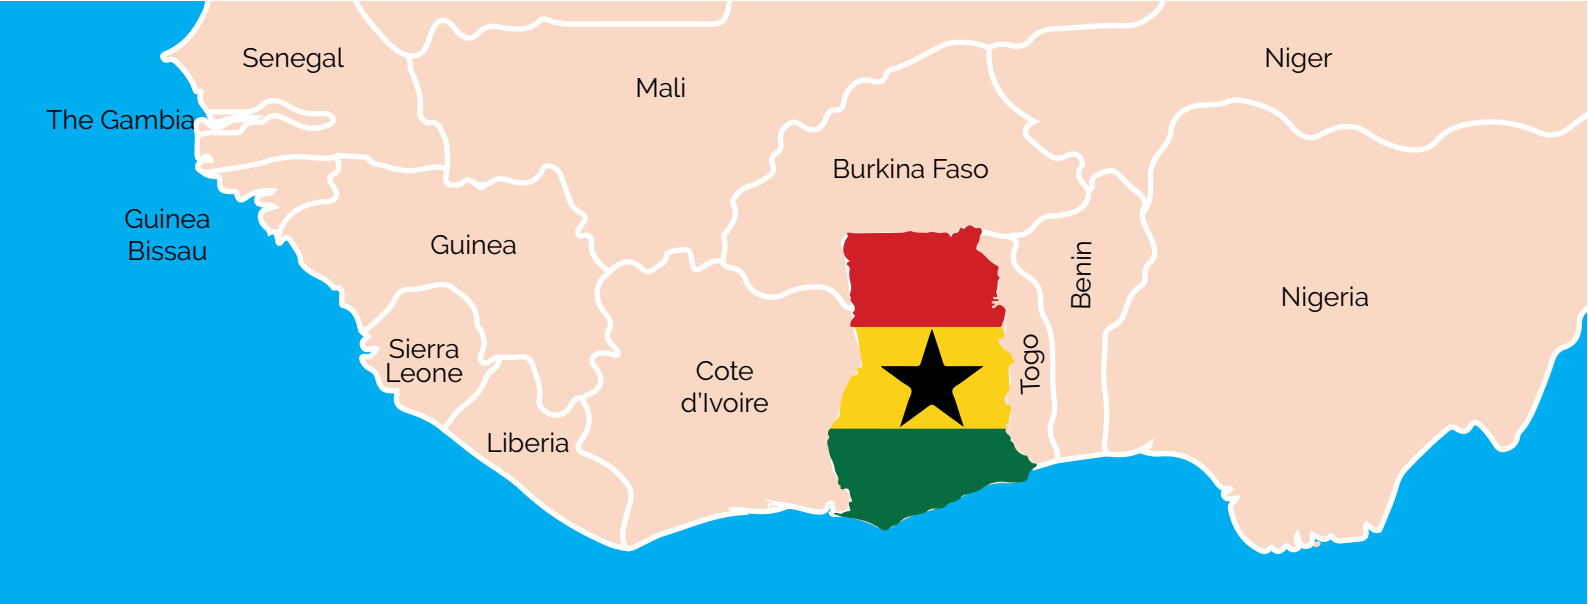 Senegal
Niger
Mali
The Gambia
Burkina Faso
Guinea
Bissau
Guinea
Benin
Nigeria
Sierra
Leone
Togo
Cote
d'Ivoire
Liberia